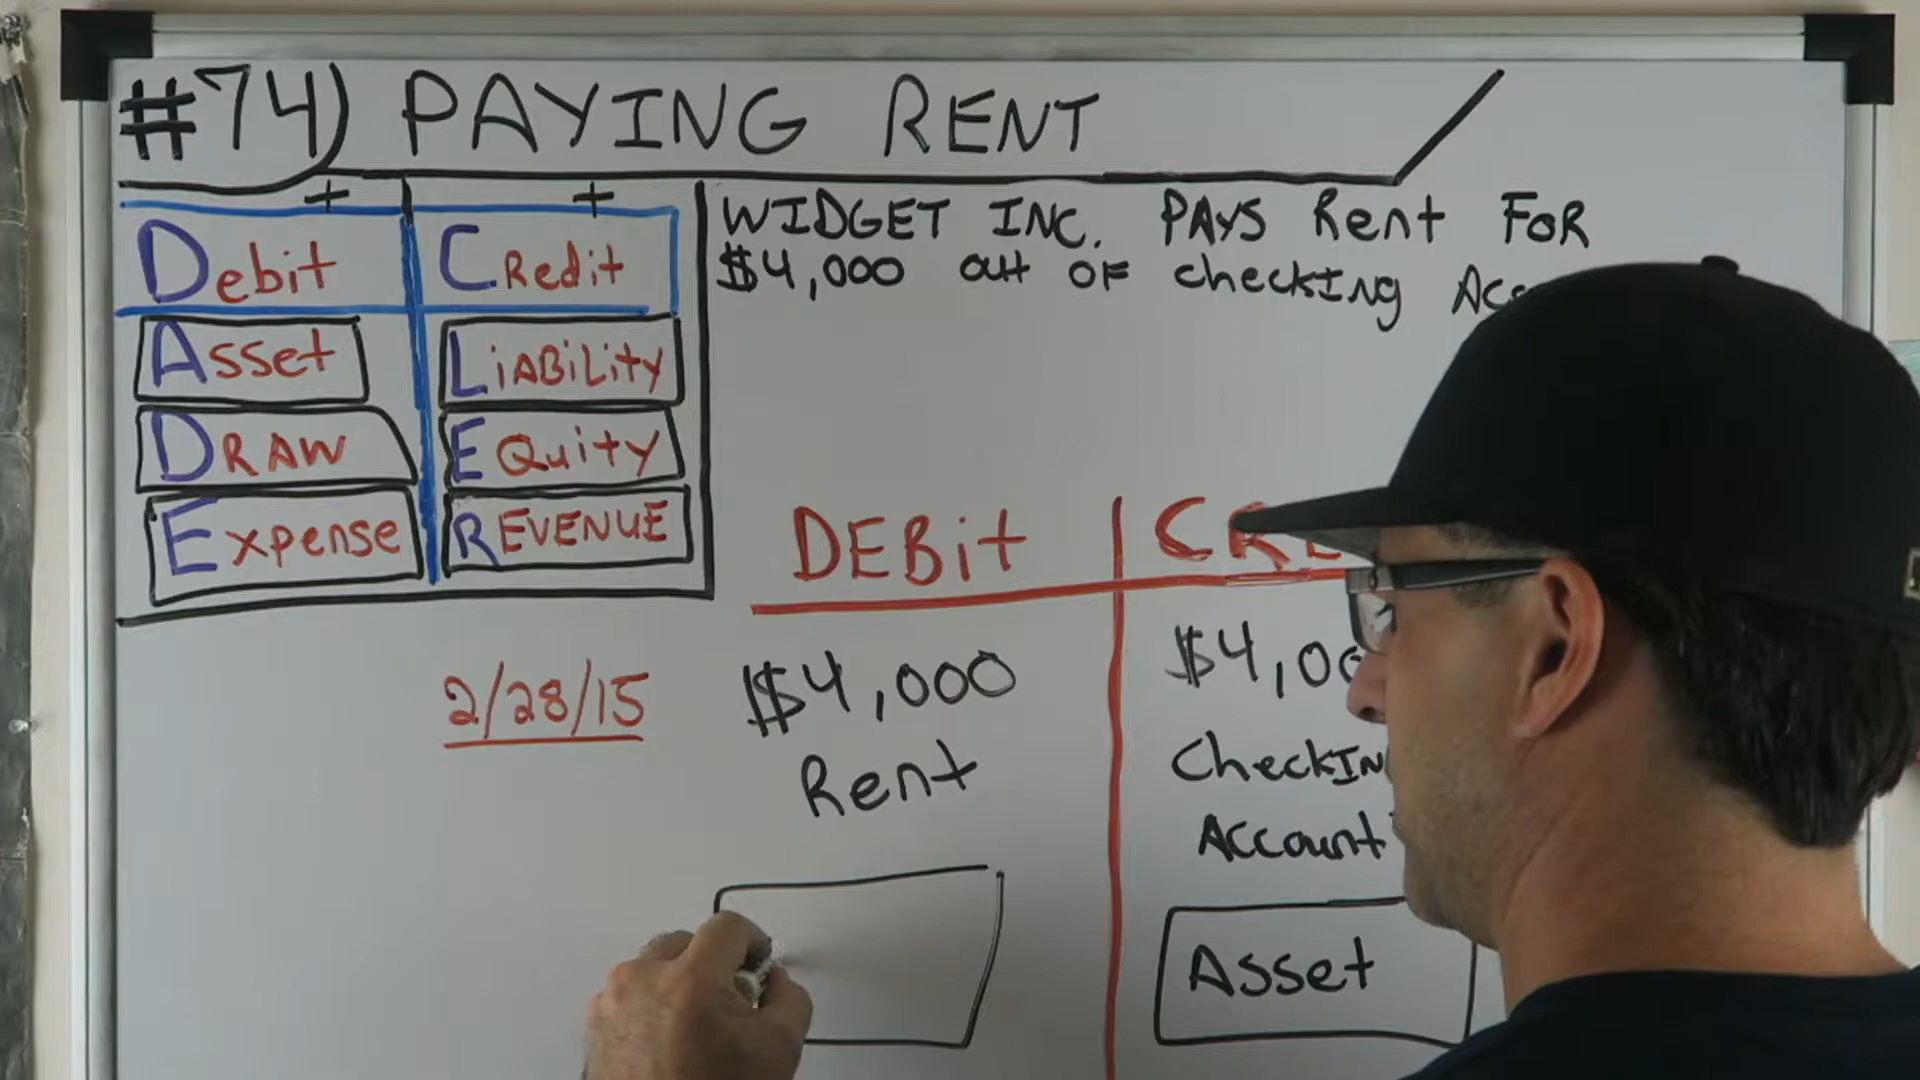 #74) PAYING RENT
+ +
Debit Credit
Asset Liability
Draw Equity
Expense Revenue
WIDGET INC. PAYS Rent FOR
$4,000 out OF checkIng
DEBit
2/28/15
$4,000
Rent
Account
Asset